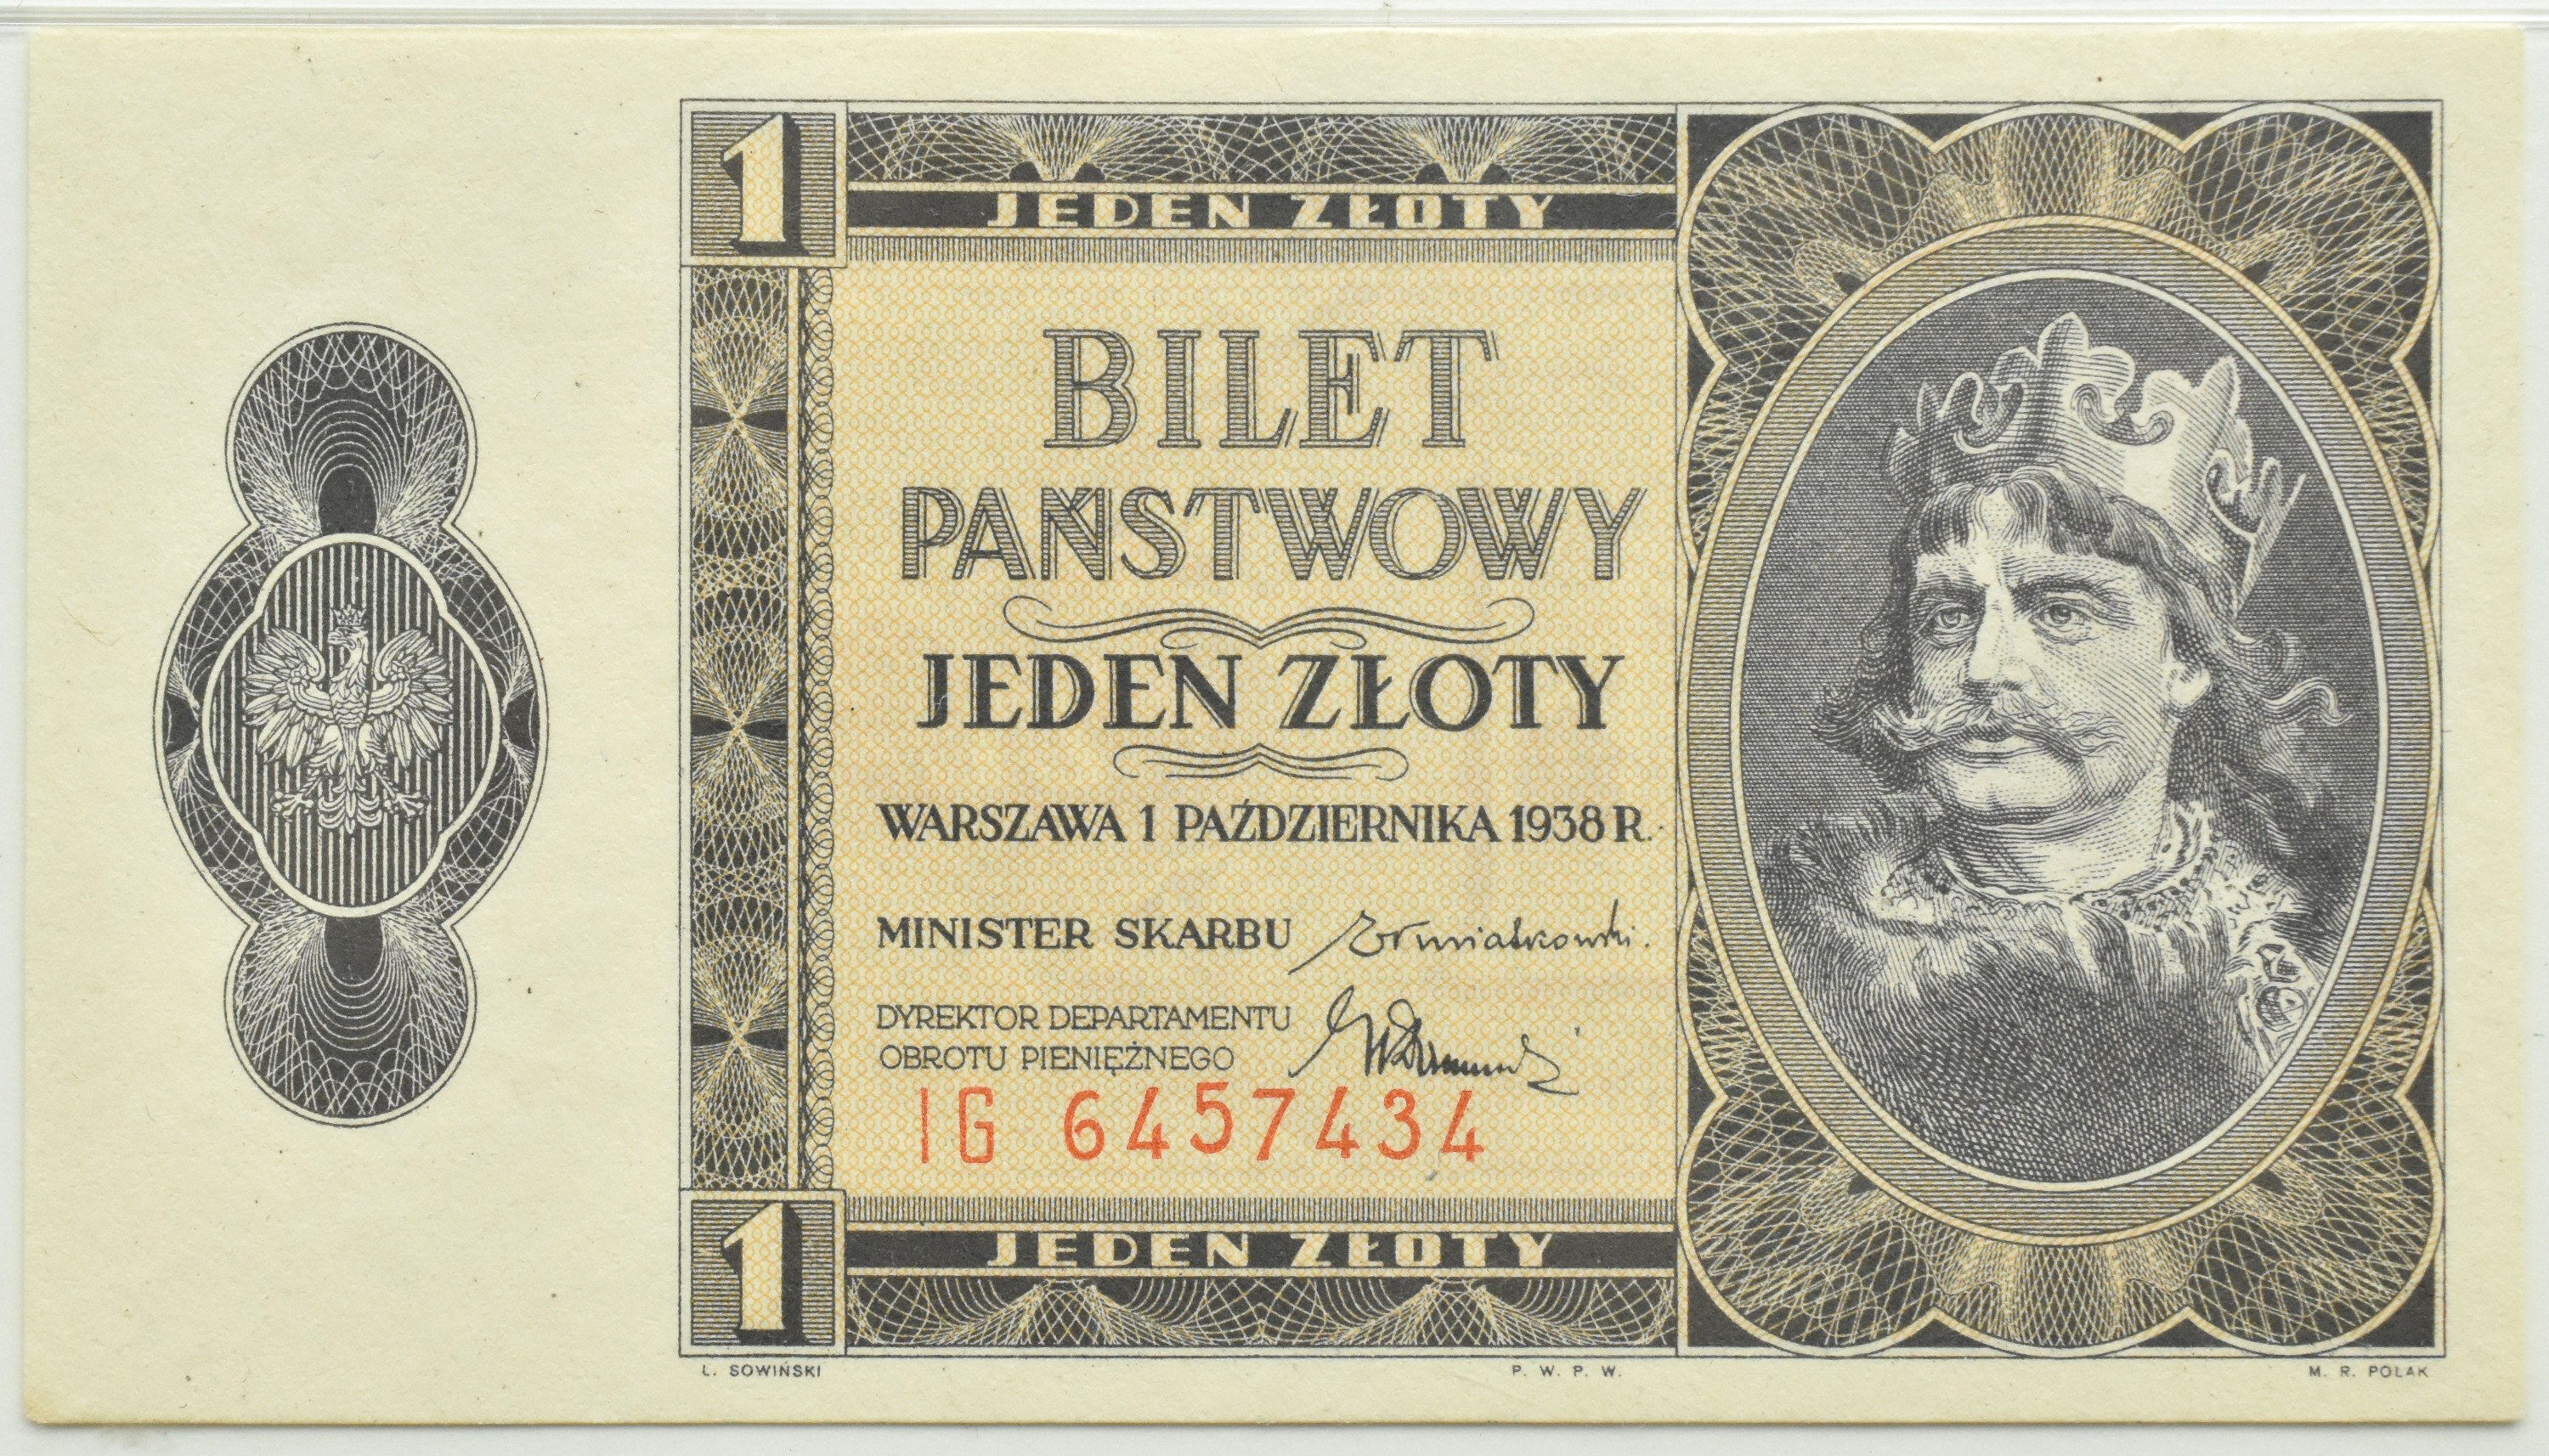 1
JEDEN ZŁOTY
BILET
PAŃSTWOWY
JEDEN ZŁOTY
WARSZAWA 1 PAŹDZIERNIKA 1938 R.
MINISTER SKARBU
DYREKTOR DEPARTAMENTU
OBROTU PIENIĘŻNEGO
IG 6457434
1
JEDEN ZŁOTY
Ł. SOWIŃSKI
P. W. P. W.
M. R. POLAK